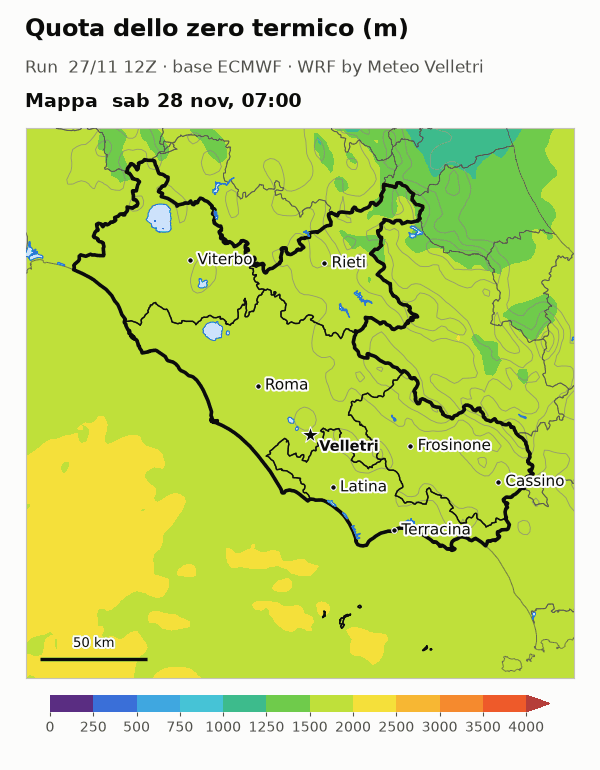 Quota dello zero termico (m)
Run  27/11 12Z · base ECMWF · WRF by Meteo Velletri
Mappa  sab 28 nov, 07:00
Viterbo
Rieti
Roma
Velletri
Frosinone
Latina
Cassino
Terracina
50 km
0 250 500 750 1000 1250 1500 2000 2500 3000 3500 4000